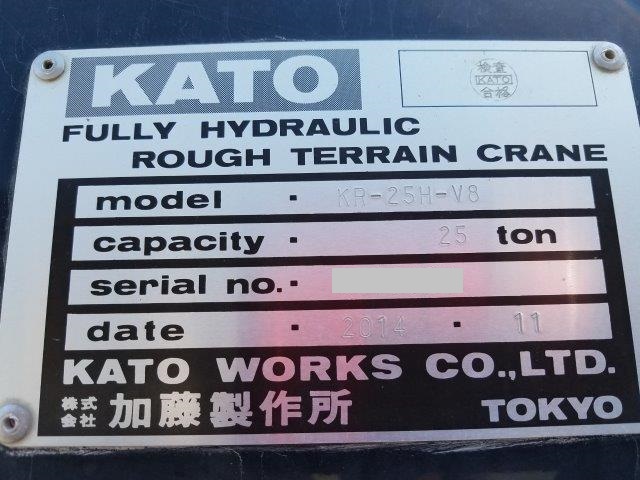 KATO
検査
KATO
合格
FULLY HYDRAULIC
ROUGH TERRAIN CRANE
model · KR-25H-V8
capacity · 25 ton
serial no. ·
date · 2014 · 11
KATO WORKS CO.,LTD.
株式会社 加藤製作所 TOKYO